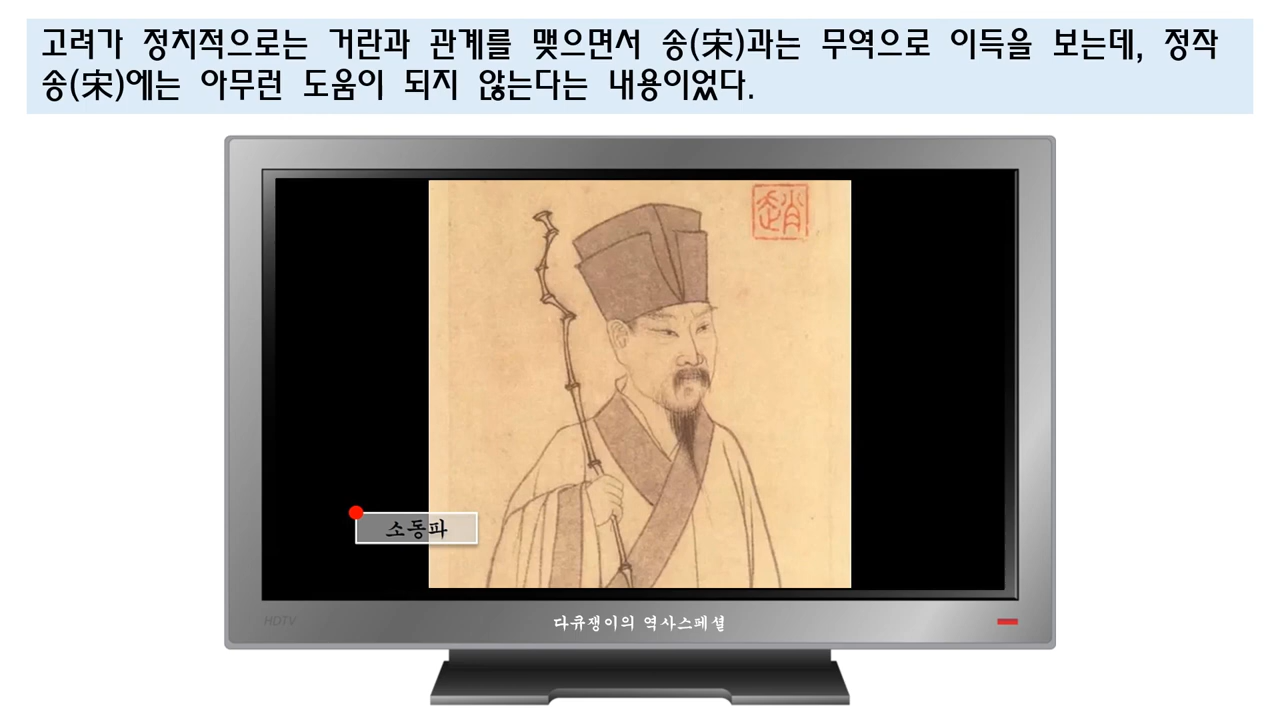 고려가 정치적으로는 거란과 관계를 맺으면서 송(宋)과는 무역으로 이득을 보는데, 정작
송(宋)에는 아무런 도움이 되지 않는다는 내용이었다.
소동파
HDTV
다큐쟁이의 역사스페셜